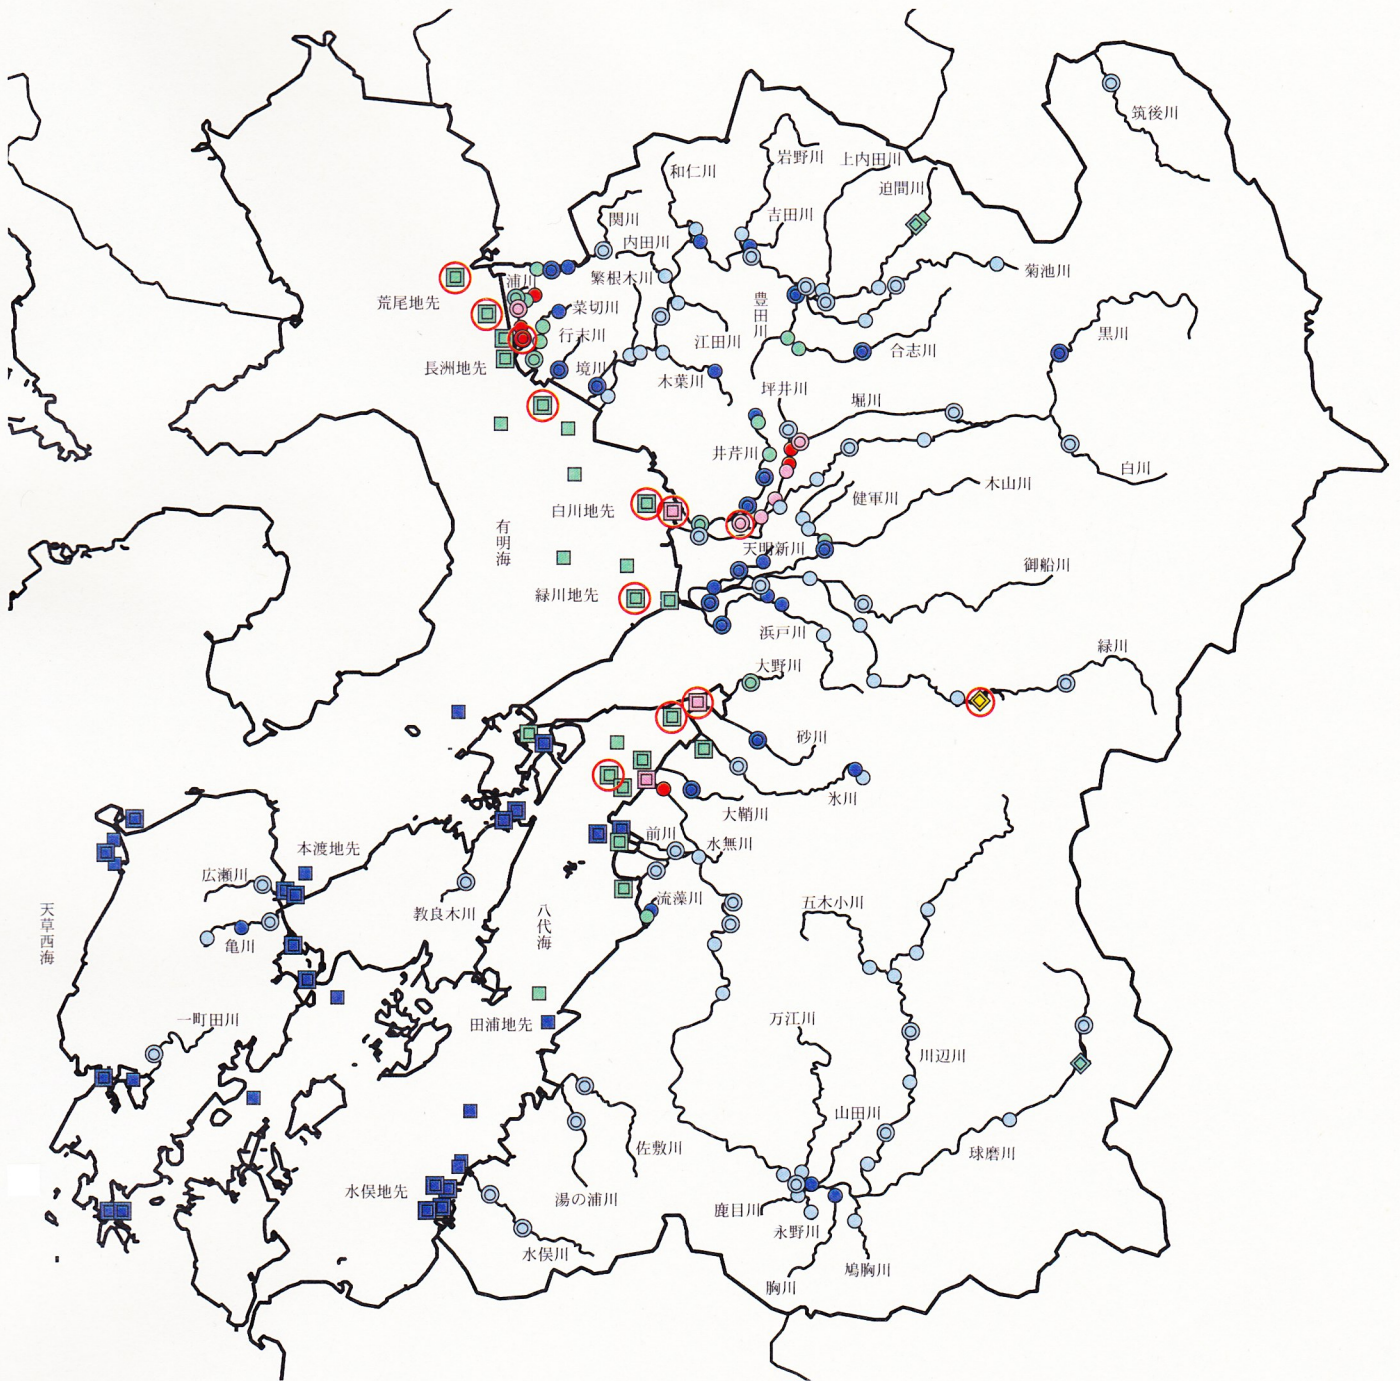 筑後川
岩野川
上内田川
和仁川
迫間川
関川
吉田川
内田川
菊池川
浦川
繁根木川
荒尾地先
菜切川
豊田川
黒川
行末川
江田川
合志川
長洲地先
境川
木葉川
坪井川
堀川
井芹川
白川
木山川
健軍川
白川地先
有明海
天明新川
御船川
緑川地先
浜戸川
緑川
大野川
砂川
氷川
大鞘川
前川
水無川
本渡地先
広瀬川
流藻川
五木小川
教良木川
八代海
天草西海
亀川
一町田川
田浦地先
万江川
川辺川
山田川
佐敷川
球磨川
水俣地先
湯の浦川
鹿目川
永野川
水俣川
鳩胸川
胸川